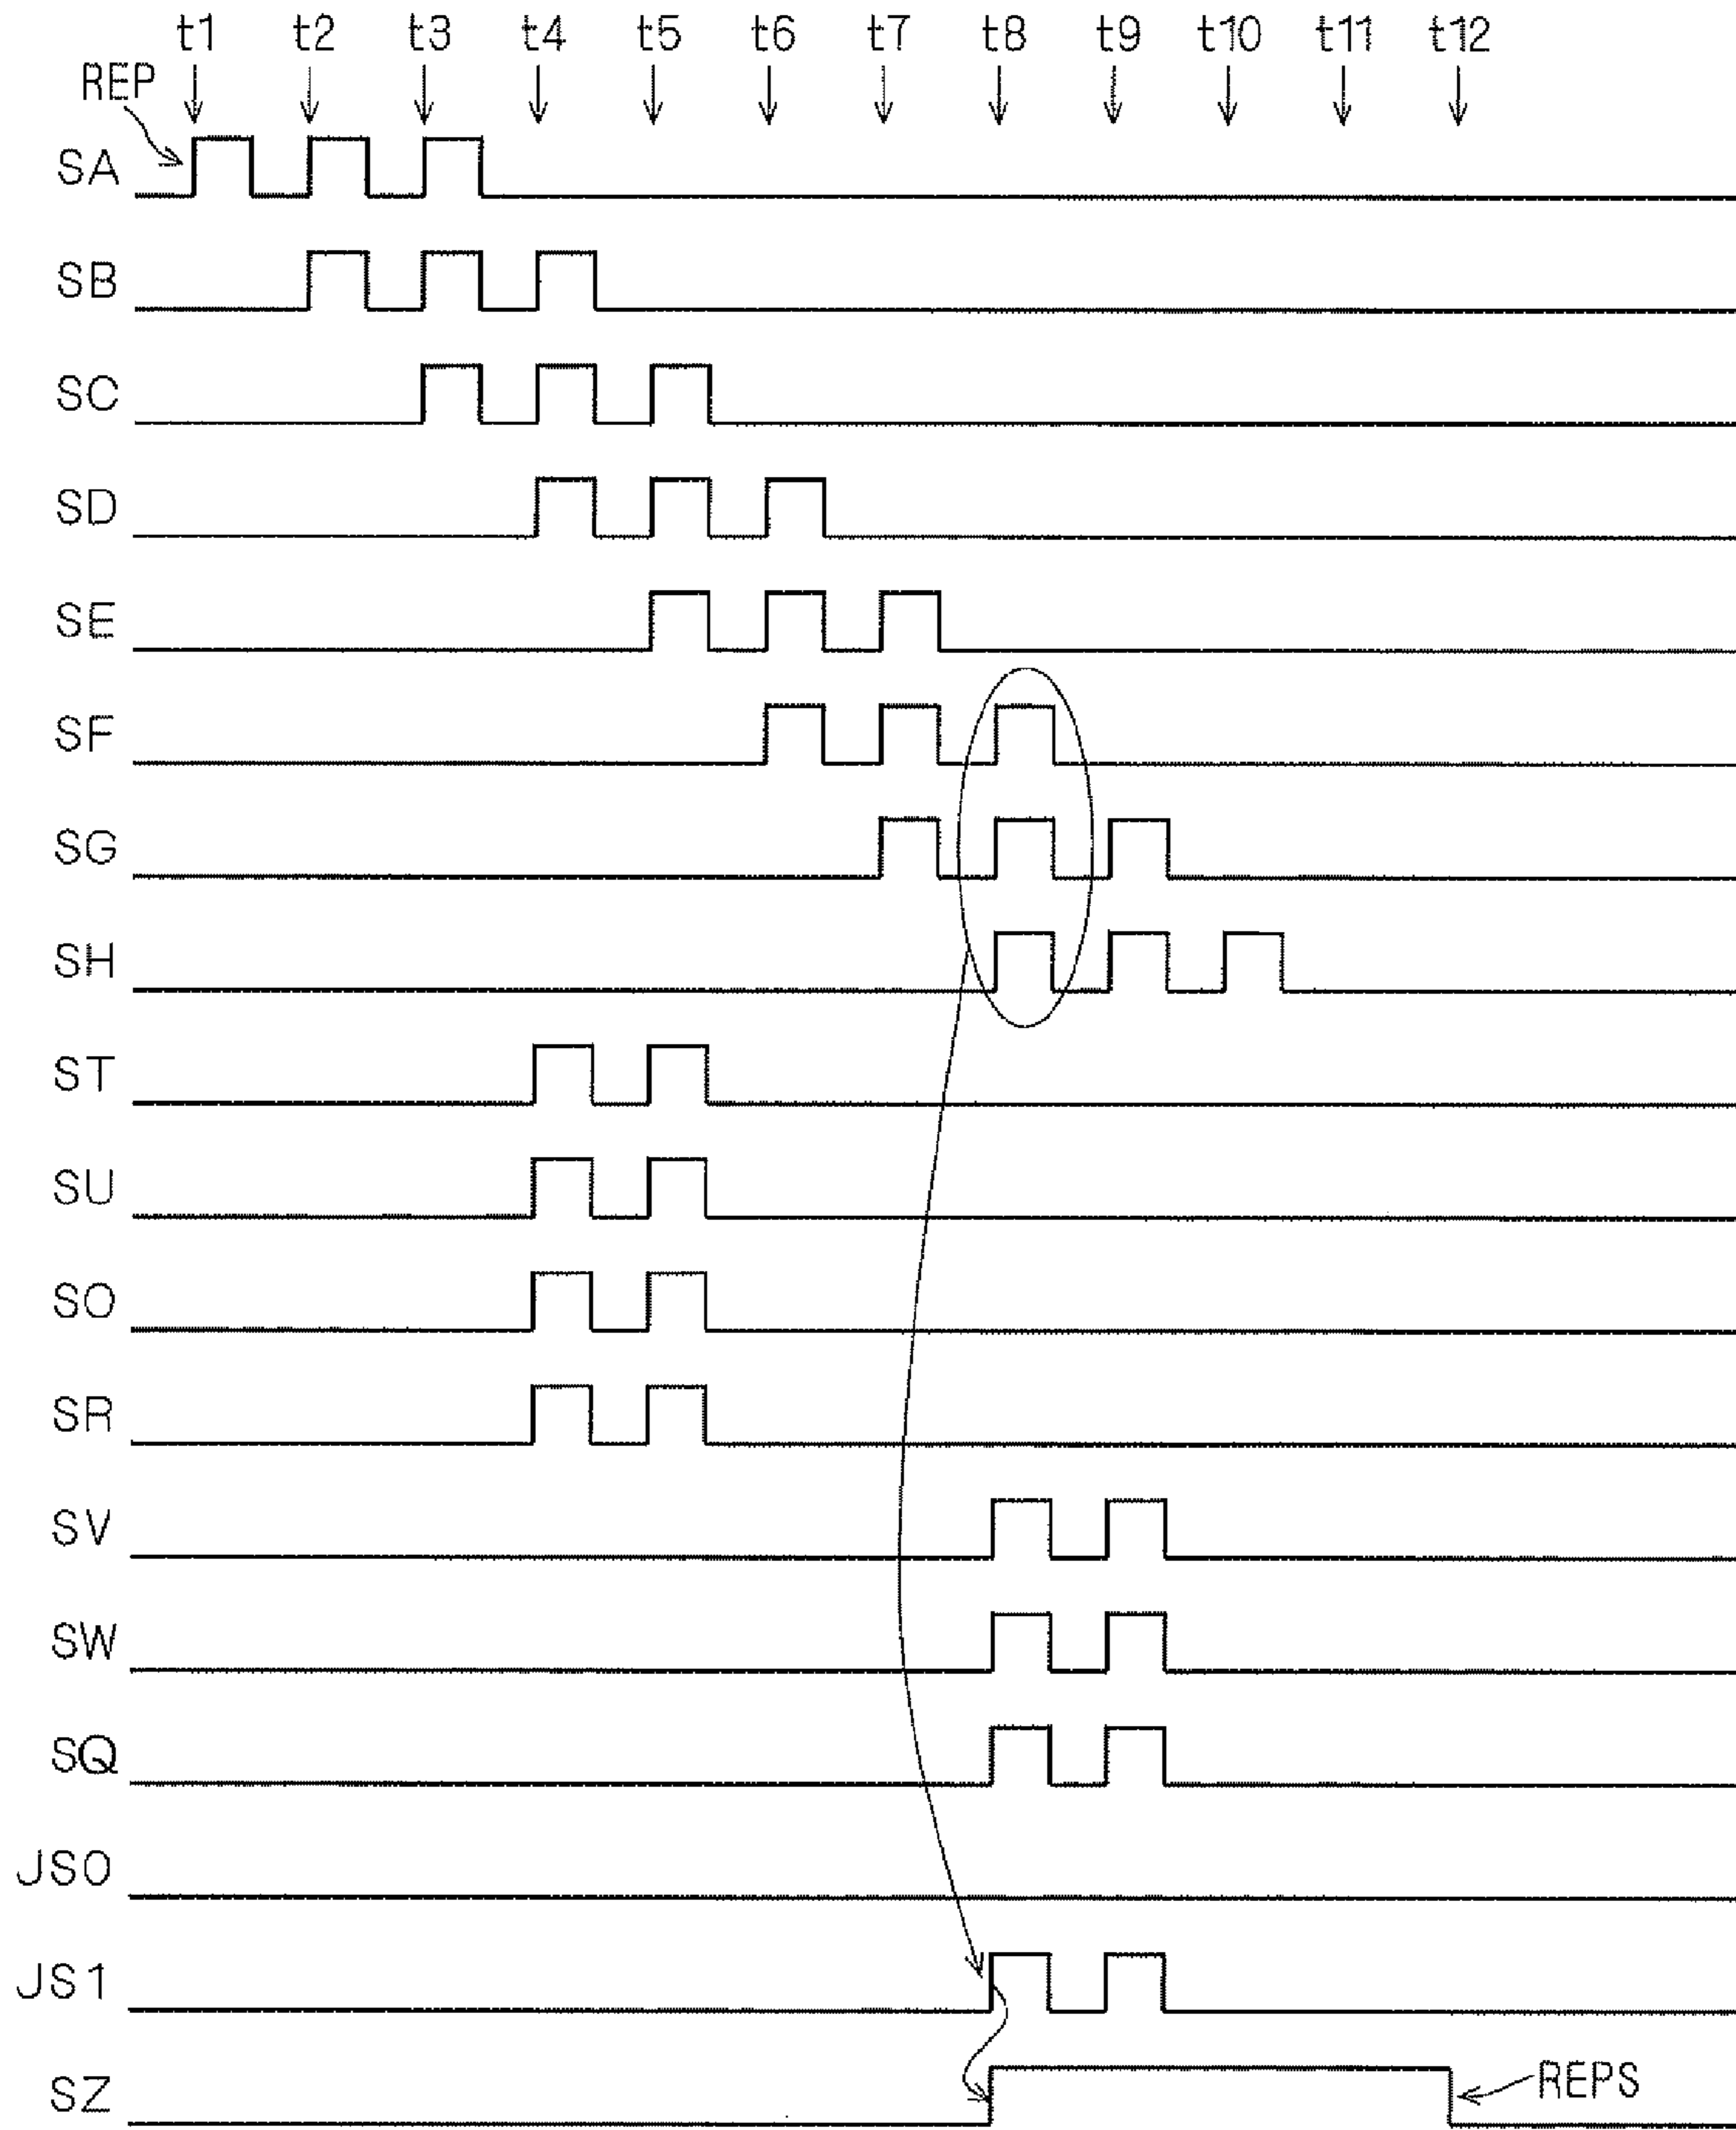 t1 t2 t3 t4 t5 t6 t7 t8 t9 t10 t11 t12
REP
SA
SB
SC
SD
SE
SF
SG
SH
ST
SU
SO
SR
SV
SW
SQ
JS0
JS1
SZ
REPS